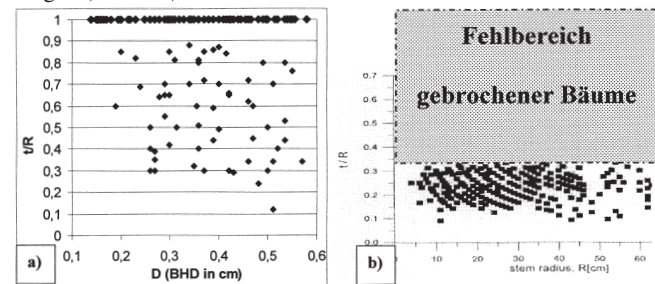 1
0,9
0,8
0,7
0,6
0,5
0,4
0,3
0,2
0,1
0
t/R
0,1 0,2 0,3 0,4 0,5 0,6
D (BHD in cm)
a)
Fehlbereich
gebrochener Bäume
0.7
0.6
0.5
0.4
0.3
0.2
0.1
0.0
t/R
10 20 30 40 50 60
stem radius, R[cm]
b)